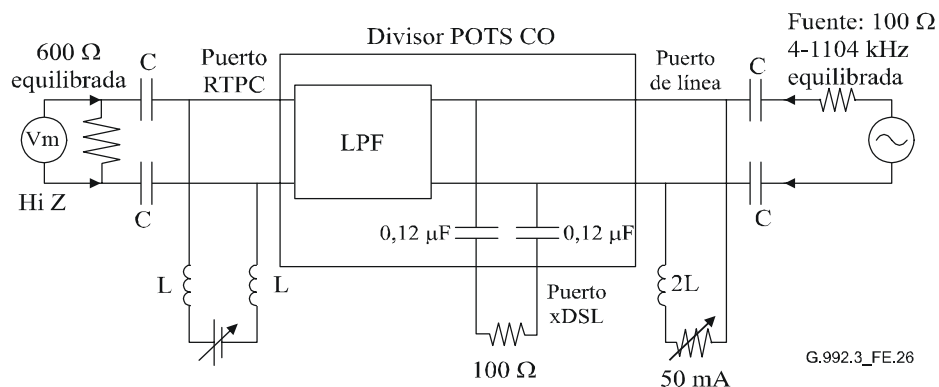 600 Ω
equilibrada
Vm
Hi Z
C
C
Puerto
RTPC
L
L
Divisor POTS CO
LPF
0,12 µF
0,12 µF
100 Ω
Puerto
xDSL
Puerto
de línea
2L
50 mA
C
C
Fuente: 100 Ω
4-1104 kHz
equilibrada
G.992.3_FE.26